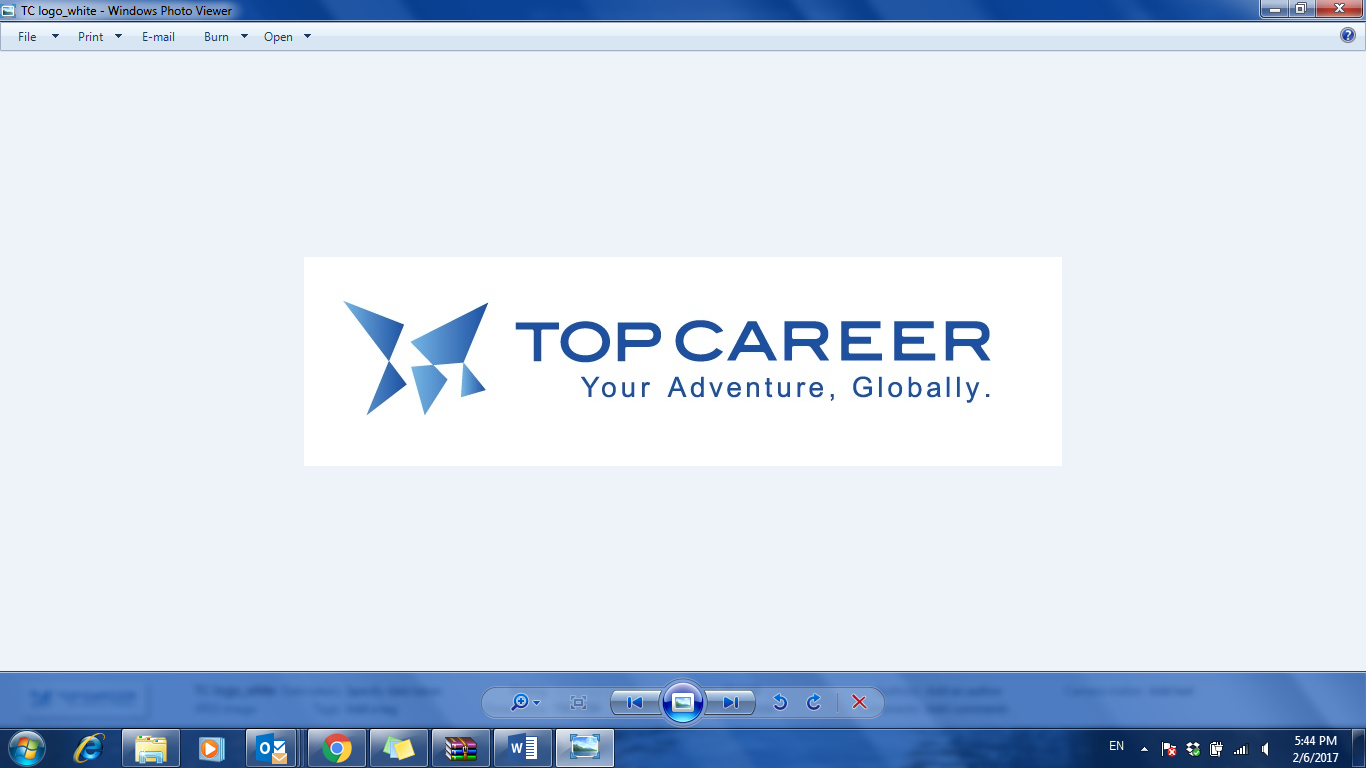 TC logo_white - Windows Photo Viewer
File Print E-mail Burn Open
TOP CAREER
Your Adventure, Globally.
EN
5:44 PM
2/6/2017